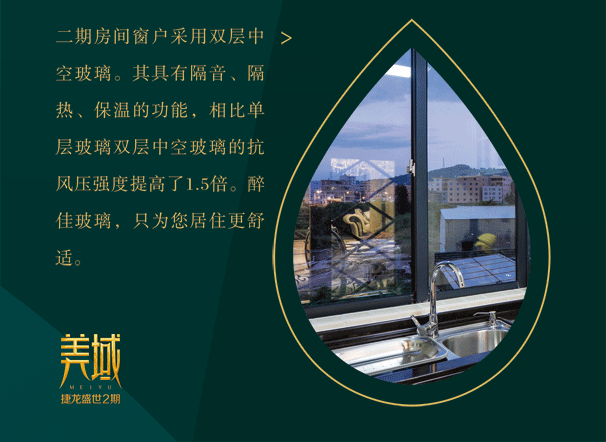 二期房间窗户采用双层中
空玻璃。其具有隔音、隔
热、保温的功能，相比单
层玻璃双层中空玻璃的抗
风压强度提高了1.5倍。醉
佳玻璃，只为您居住更舒
适。
美域
MEIYU
捷龙盛世2期